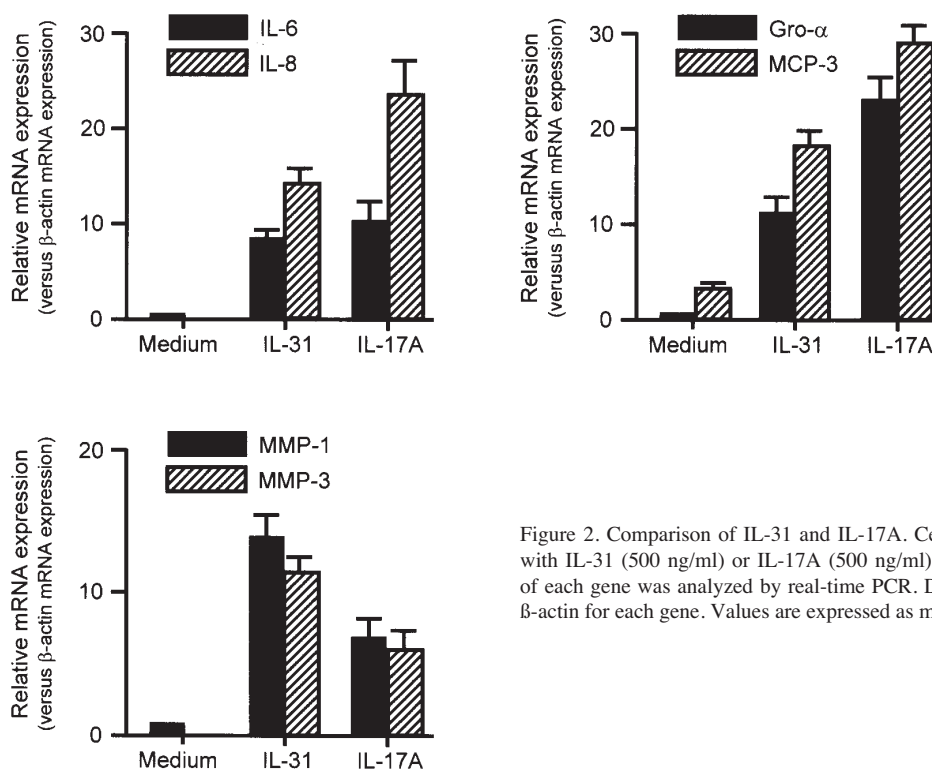 IL-6
IL-8
Relative mRNA expression
(versus β-actin mRNA expression)
30
20
10
0
Medium IL-31 IL-17A
Gro-α
MCP-3
Relative mRNA expression
(verusus β-actin mRNA expession)
30
20
10
0
Medium IL-31 IL-17A
MMP-1
MMP-3
Relative mRNA expression
(versus β-actin mRNA expression)
20
10
0
Medium IL-31 IL-17A
Figure 2. Comparison of IL-31 and IL-17A. Ce
with IL-31 (500 ng/ml) or IL-17A (500 ng/ml)
of each gene was analyzed by real-time PCR. D
ß-actin for each gene. Values are expressed as m